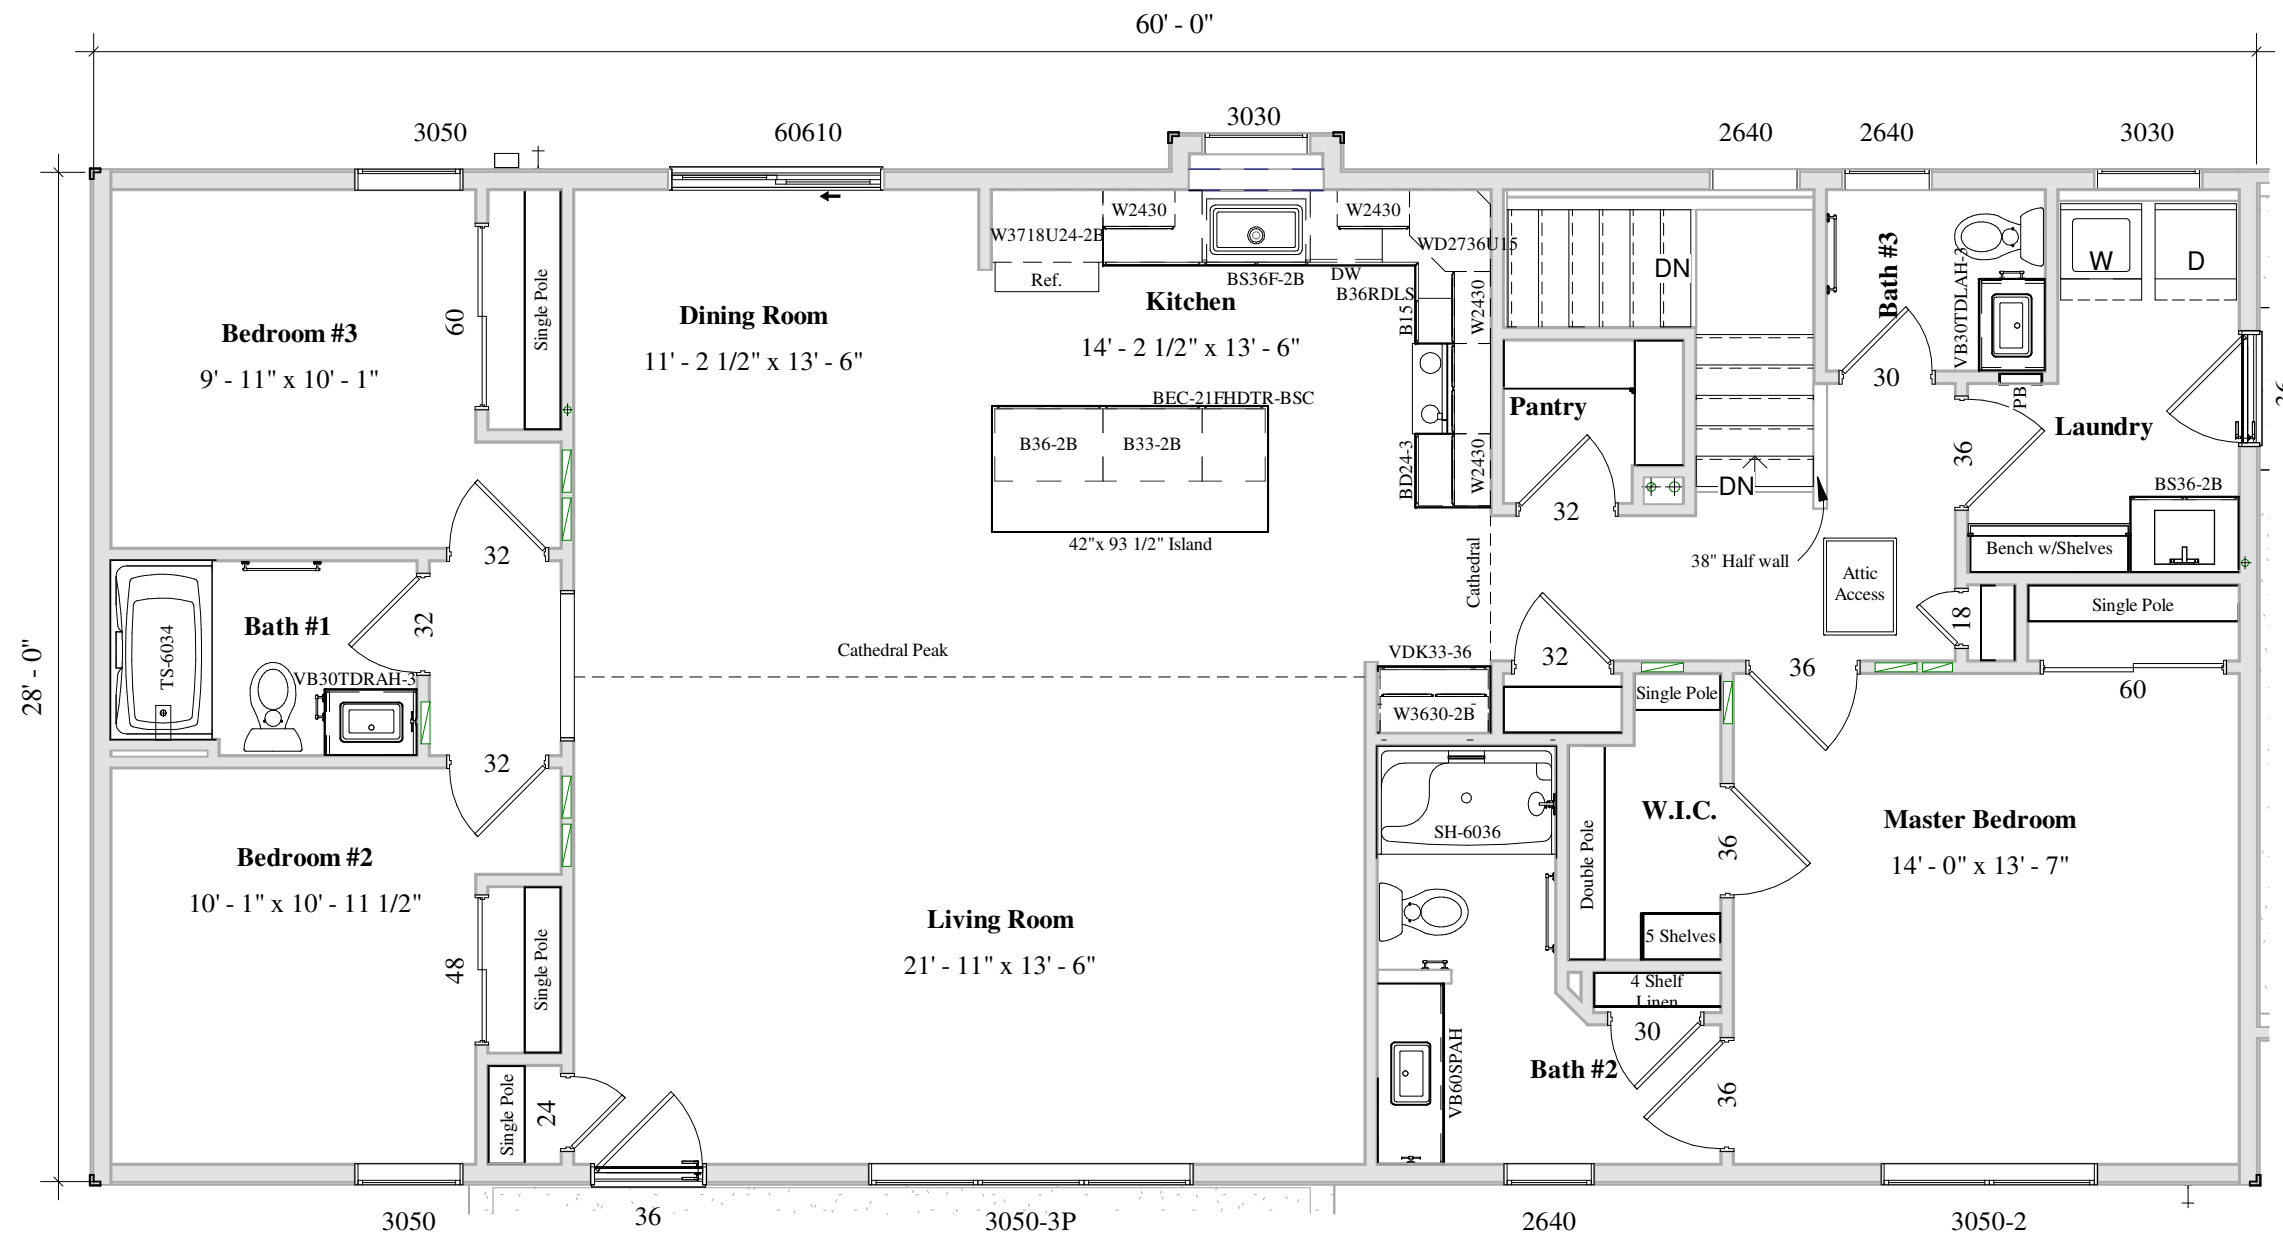 60' - 0"
3050
60610
3030
2640
2640
3030
28' - 0"
Bedroom #3
9' - 11" x 10' - 1"
60
Single Pole
32
Dining Room
11' - 2 1/2" x 13' - 6"
W3718U24-2B
Ref.
W2430
W2430
WD2736U15
BS36F-2B
DW
B36RDLS
Kitchen
14' - 2 1/2" x 13' - 6"
B15
W2430
BD24-3
W2430
BEC-21FHDTR-BSC
B36-2B
B33-2B
42"x 93 1/2" Island
Cathedral
DN
Pantry
32
DN
38" Half wall
Bath #3
VB30TDLAH-3
30
PB
W
D
Laundry
36
36
BS36-2B
Bench w/Shelves
Attic
Access
18
Single Pole
60
TS-6034
Bath #1
32
VB30TDRAH-3
32
Cathedral Peak
VDK33-36
W3630-2B
32
36
Single Pole
Bedroom #2
10' - 1" x 10' - 11 1/2"
48
Single Pole
Single Pole
24
Living Room
21' - 11" x 13' - 6"
SH-6036
Double Pole
W.I.C.
36
5 Shelves
4 Shelf
Linen
30
Bath #2
VB60SPAH
36
Master Bedroom
14' - 0" x 13' - 7"
3050
36
3050-3P
2640
3050-2